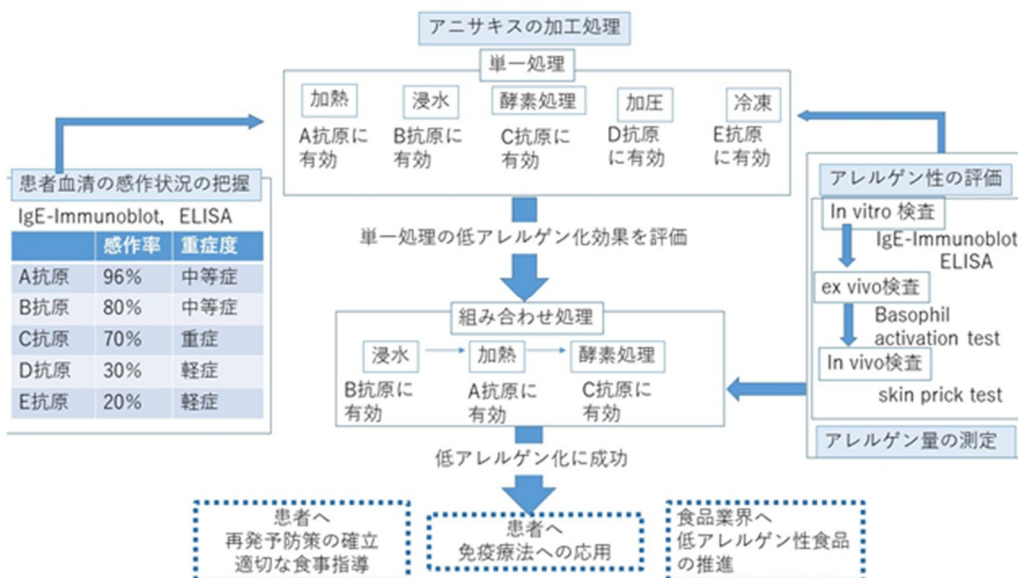 アニサキスの加工処理
単一処理
加熱
浸水
酵素処理
加圧
冷凍
A抗原に
有効
B抗原に
有効
C抗原に
有効
D抗原
に有効
E抗原
に有効
患者血清の感作状況の把握
IgE-Immunoblot, ELISA
感作率 重症度
A抗原 96% 中等症
B抗原 80% 中等症
C抗原 70% 重症
D抗原 30% 軽症
E抗原 20% 軽症
単一処理の低アレルゲン化効果を評価
組み合わせ処理
浸水
加熱
酵素処理
B抗原に
有効
A抗原に
有効
C抗原に
有効
アレルゲン性の評価
In vitro 検査
IgE-Immunoblot
ELISA
ex vivo検査
Basophil
activation test
In vivo検査
skin prick test
アレルゲン量の測定
低アレルゲン化に成功
患者へ
再発予防策の確立
適切な食事指導
患者へ
免疫療法への応用
食品業界へ
低アレルゲン性食品
の推進